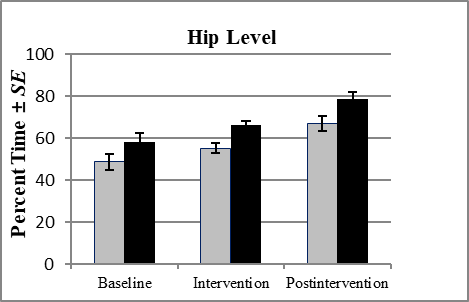 Hip Level
Percent Time ± SE
100
80
60
40
20
0
Baseline
Intervention
Postintervention